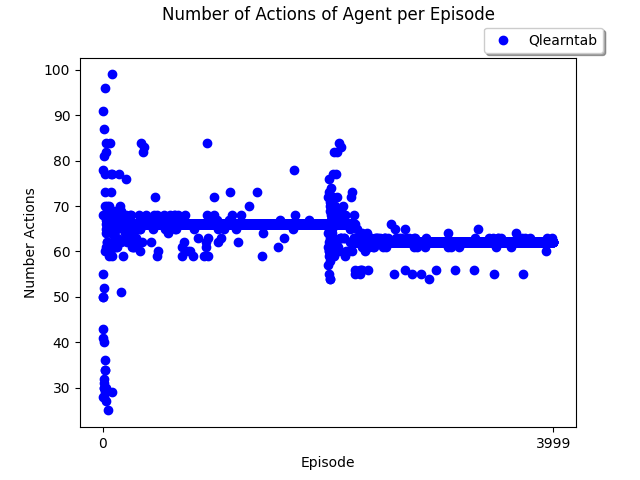 Number of Actions of Agent per Episode
Qlearntab
100
90
80
70
60
50
40
30
Number Actions
0
3999
Episode